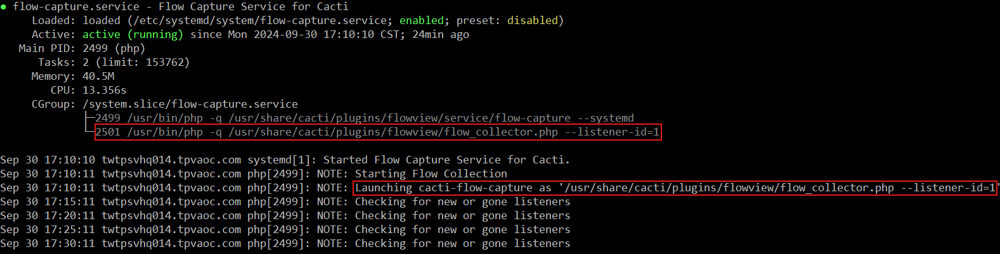 ● flow-capture.service - Flow Capture Service for Cacti
Loaded: loaded (/etc/systemd/system/flow-capture.service; enabled; preset: disabled)
Active: active (running) since Mon 2024-09-30 17:10:10 CST; 24min ago
Main PID: 2499 (php)
Tasks: 2 (limit: 153762)
Memory: 40.5M
CPU: 13.356s
CGroup: /system.slice/flow-capture.service
├─2499 /usr/bin/php -q /usr/share/cacti/plugins/flowview/service/flow-capture --systemd
└─2501 /usr/bin/php -q /usr/share/cacti/plugins/flowview/flow_collector.php --listener-id=1
Sep 30 17:10:10 twtpsvhq014.tpvaoc.com systemd[1]: Started Flow Capture Service for Cacti.
Sep 30 17:10:11 twtpsvhq014.tpvaoc.com php[2499]: NOTE: Starting Flow Collection
Sep 30 17:10:11 twtpsvhq014.tpvaoc.com php[2499]: NOTE: Launching cacti-flow-capture as '/usr/share/cacti/plugins/flowview/flow_collector.php --listener-id=1'
Sep 30 17:15:11 twtpsvhq014.tpvaoc.com php[2499]: NOTE: Checking for new or gone listeners
Sep 30 17:20:11 twtpsvhq014.tpvaoc.com php[2499]: NOTE: Checking for new or gone listeners
Sep 30 17:25:11 twtpsvhq014.tpvaoc.com php[2499]: NOTE: Checking for new or gone listeners
Sep 30 17:30:11 twtpsvhq014.tpvaoc.com php[2499]: NOTE: Checking for new or gone listeners